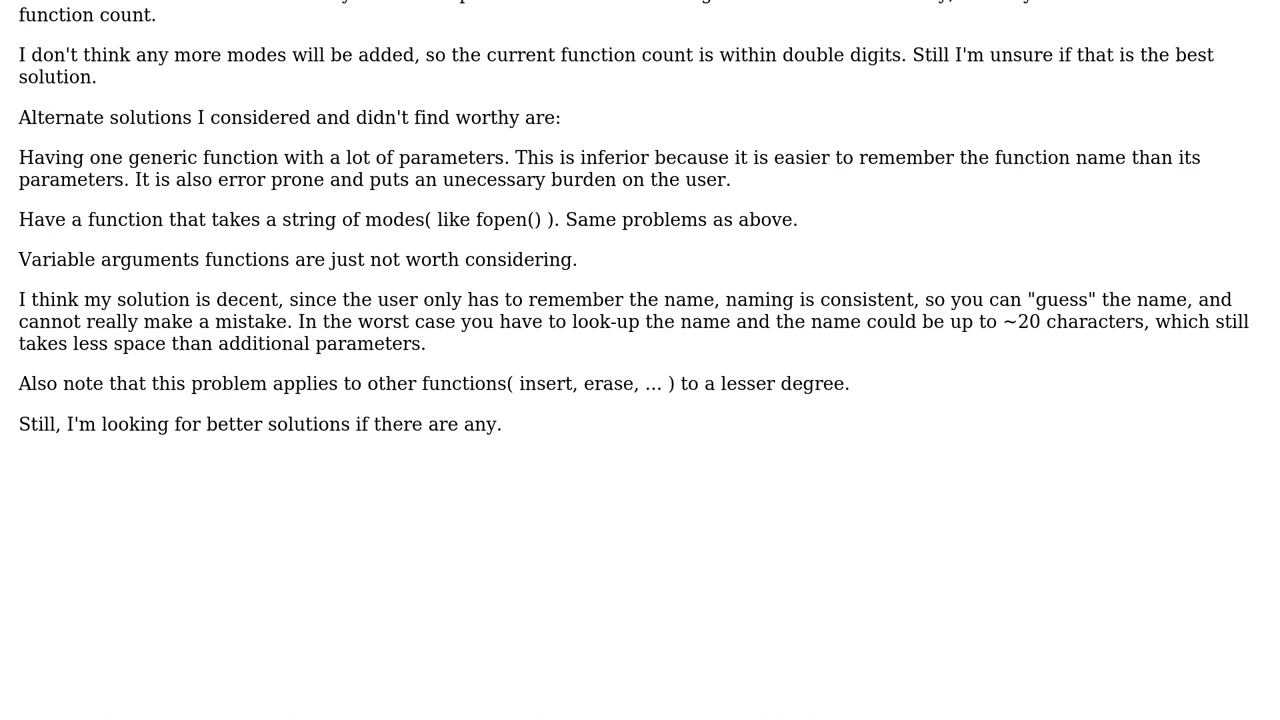 function count.
I don't think any more modes will be added, so the current function count is within double digits. Still I'm unsure if that is the best
solution.
Alternate solutions I considered and didn't find worthy are:
Having one generic function with a lot of parameters. This is inferior because it is easier to remember the function name than its
parameters. It is also error prone and puts an unecessary burden on the user.
Have a function that takes a string of modes( like fopen() ). Same problems as above.
Variable arguments functions are just not worth considering.
I think my solution is decent, since the user only has to remember the name, naming is consistent, so you can "guess" the name, and
cannot really make a mistake. In the worst case you have to look-up the name and the name could be up to ~20 characters, which still
takes less space than additional parameters.
Also note that this problem applies to other functions( insert, erase, ... ) to a lesser degree.
Still, I'm looking for better solutions if there are any.